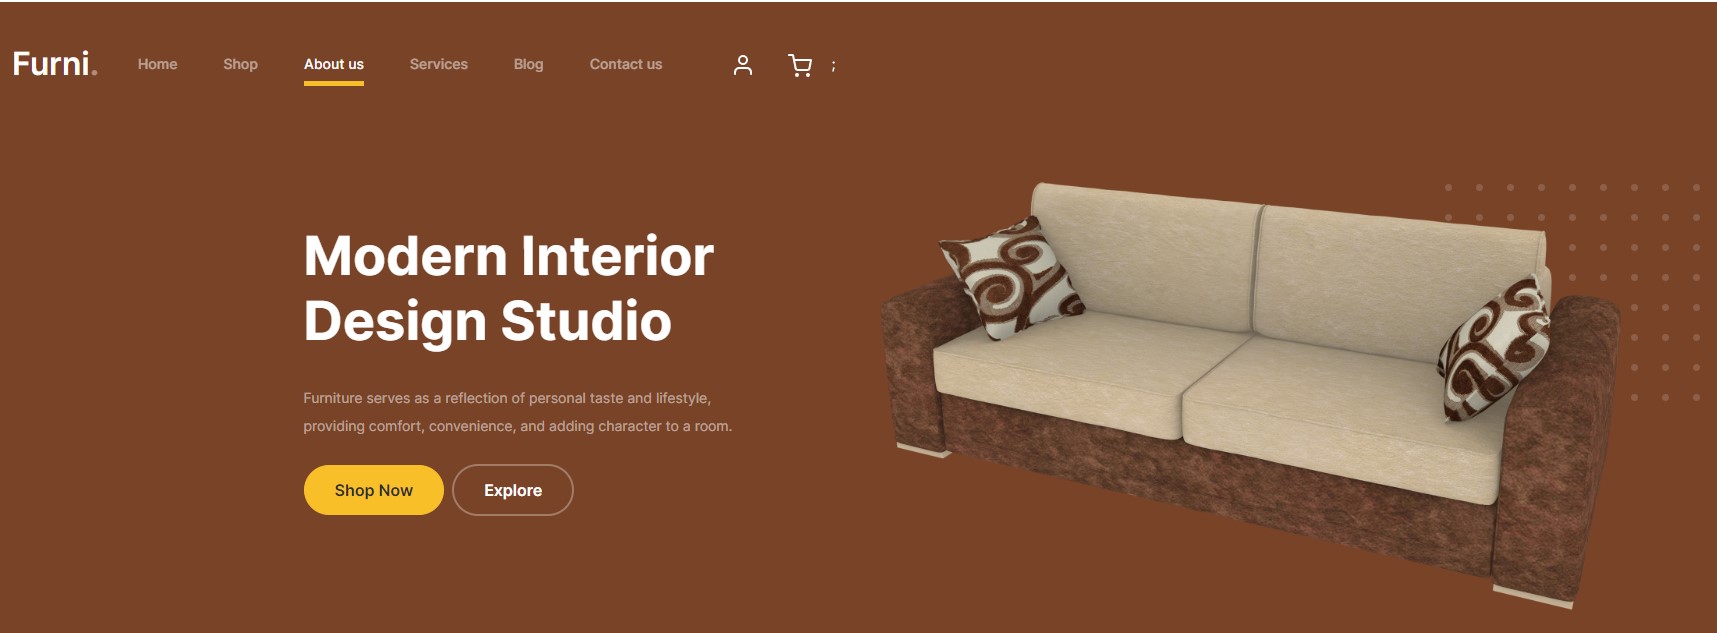 Furni. Home Shop About us Services Blog Contact us ;
Modern Interior
Design Studio
Furniture serves as a reflection of personal taste and lifestyle,
providing comfort, convenience, and adding character to a room.
Shop Now Explore